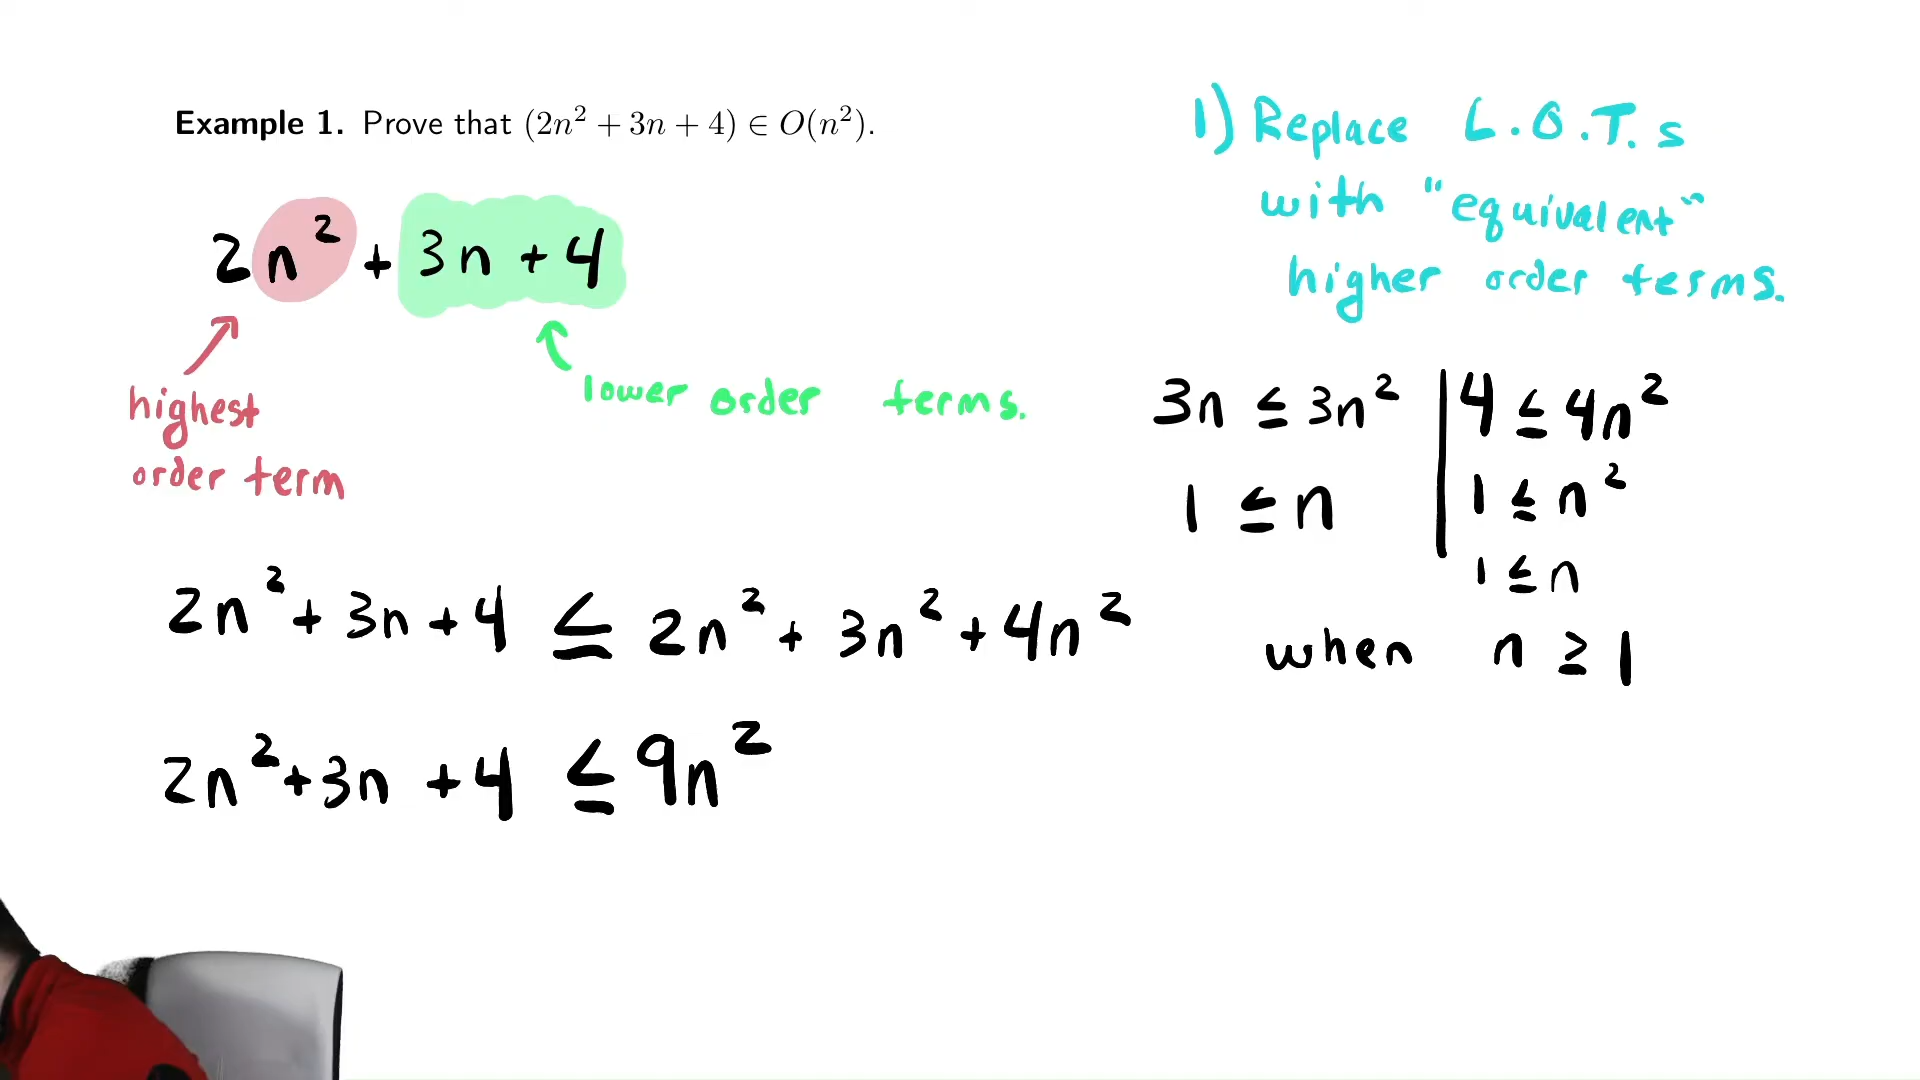 Example 1. Prove that (2n² + 3n + 4) ∈ O(n²).
2n² + 3n + 4
highest
order term
lower order terms.
1) Replace L.O.T.s
with "equivalent"
higher order terms.
3n ≤ 3n² | 4 ≤ 4n²
1 ≤ n | 1 ≤ n²
1 ≤ n
when n ≥ 1
2n² + 3n + 4 ≤ 2n² + 3n² + 4n²
2n² + 3n + 4 ≤ 9n²